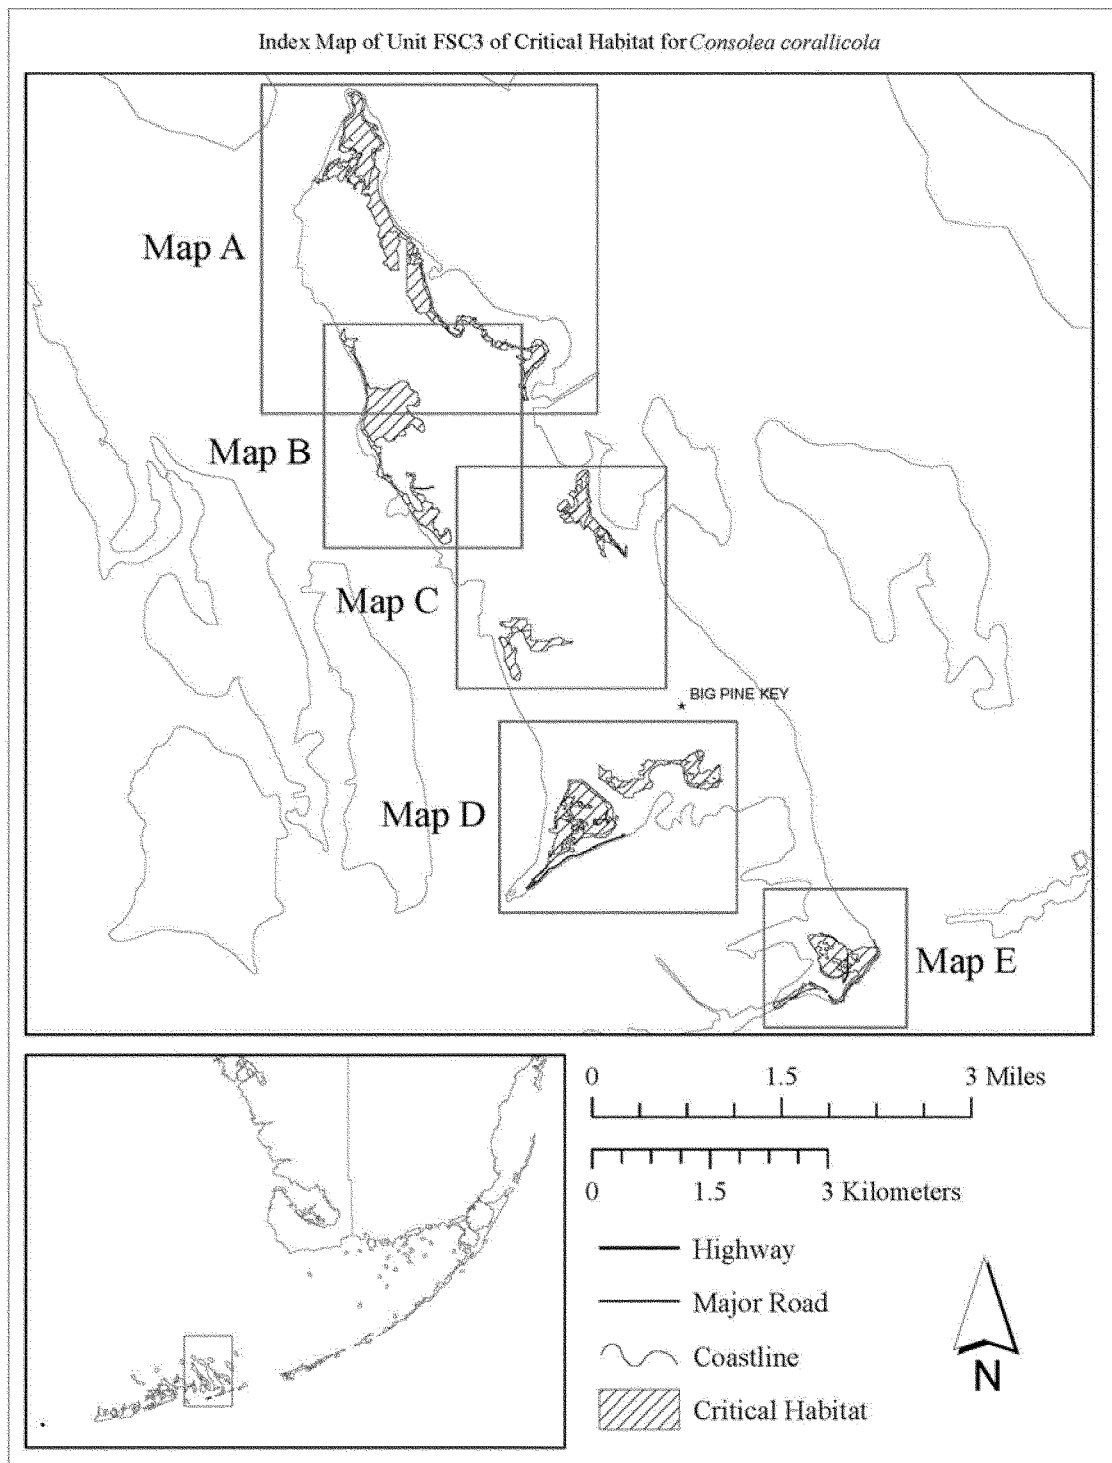 Index Map of Unit FSC3 of Critical Habitat for Consolea corallicola
Map A
Map B
Map C
BIG PINE KEY
Map D
Map E
0 1.5 3 Miles
0 1.5 3 Kilometers
Highway
Major Road
Coastline
Critical Habitat
N